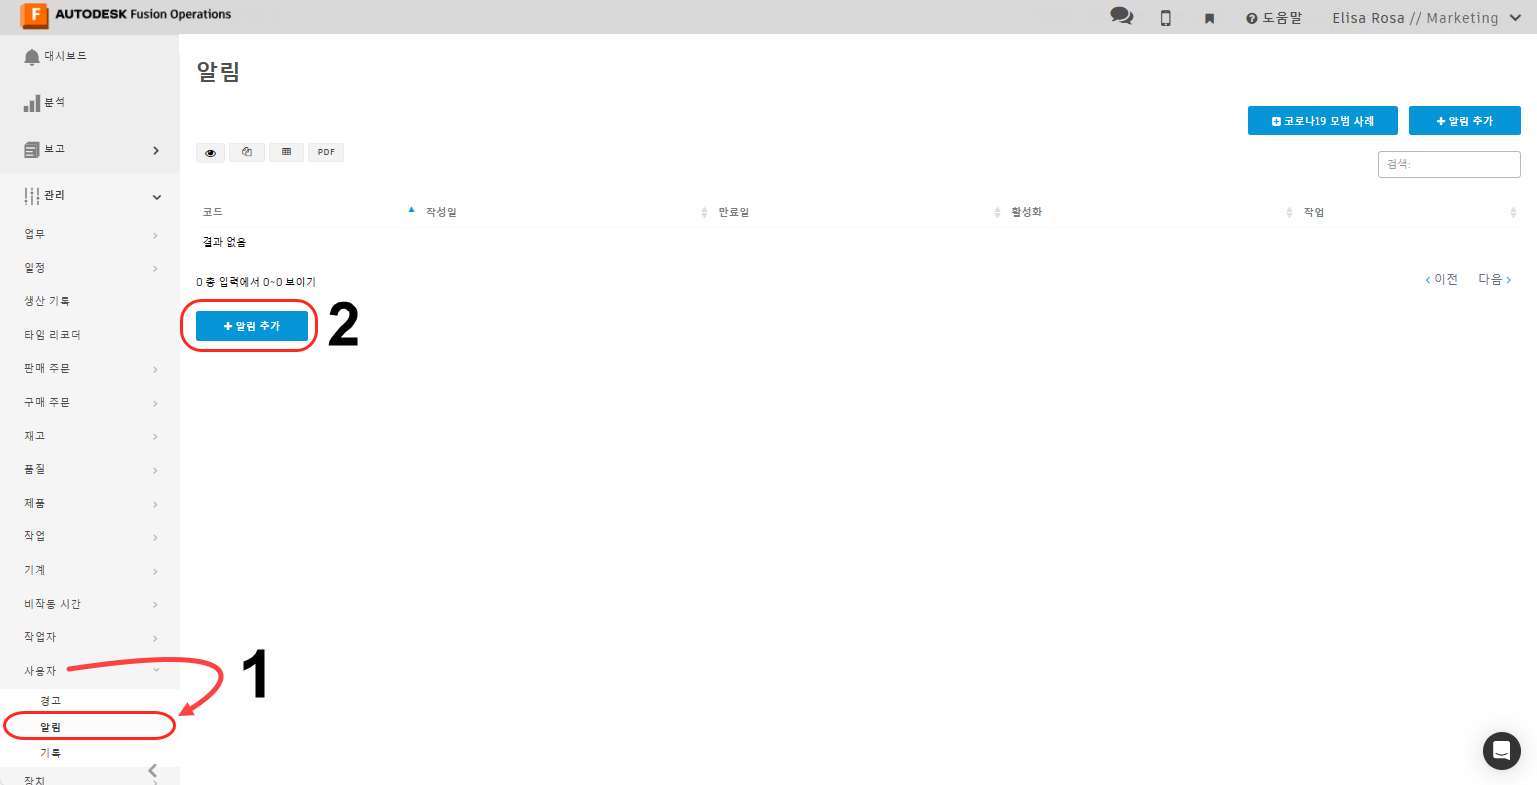 F AUTODESK Fusion Operations
도움말
Elisa Rosa // Marketing
대시보드
분석
보고
관리
업무
일정
생산 기록
타임 리코더
판매 주문
구매 주문
재고
품질
제품
작업
기계
비작동 시간
작업자
사용자
경고
알림
기록
장치
1
알림
코로나19 모범 사례
+ 알림 추가
PDF
검색:
코드 작성일 만료일 활성화 작업
결과 없음
0 총 입력에서 0~0 보이기
‹ 이전 다음 ›
+ 알림 추가
2